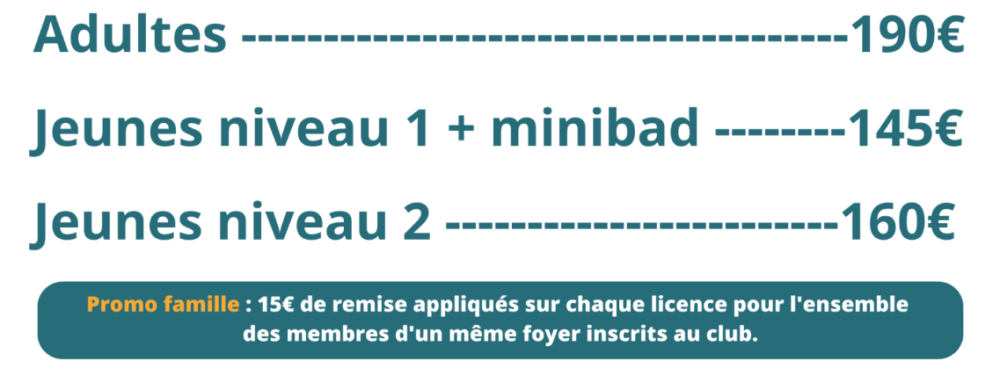 Adultes -------------------------------------190€
Jeunes niveau 1 + minibad --------145€
Jeunes niveau 2 ------------------------160€
Promo famille : 15€ de remise appliqués sur chaque licence pour l'ensemble
des membres d'un même foyer inscrits au club.